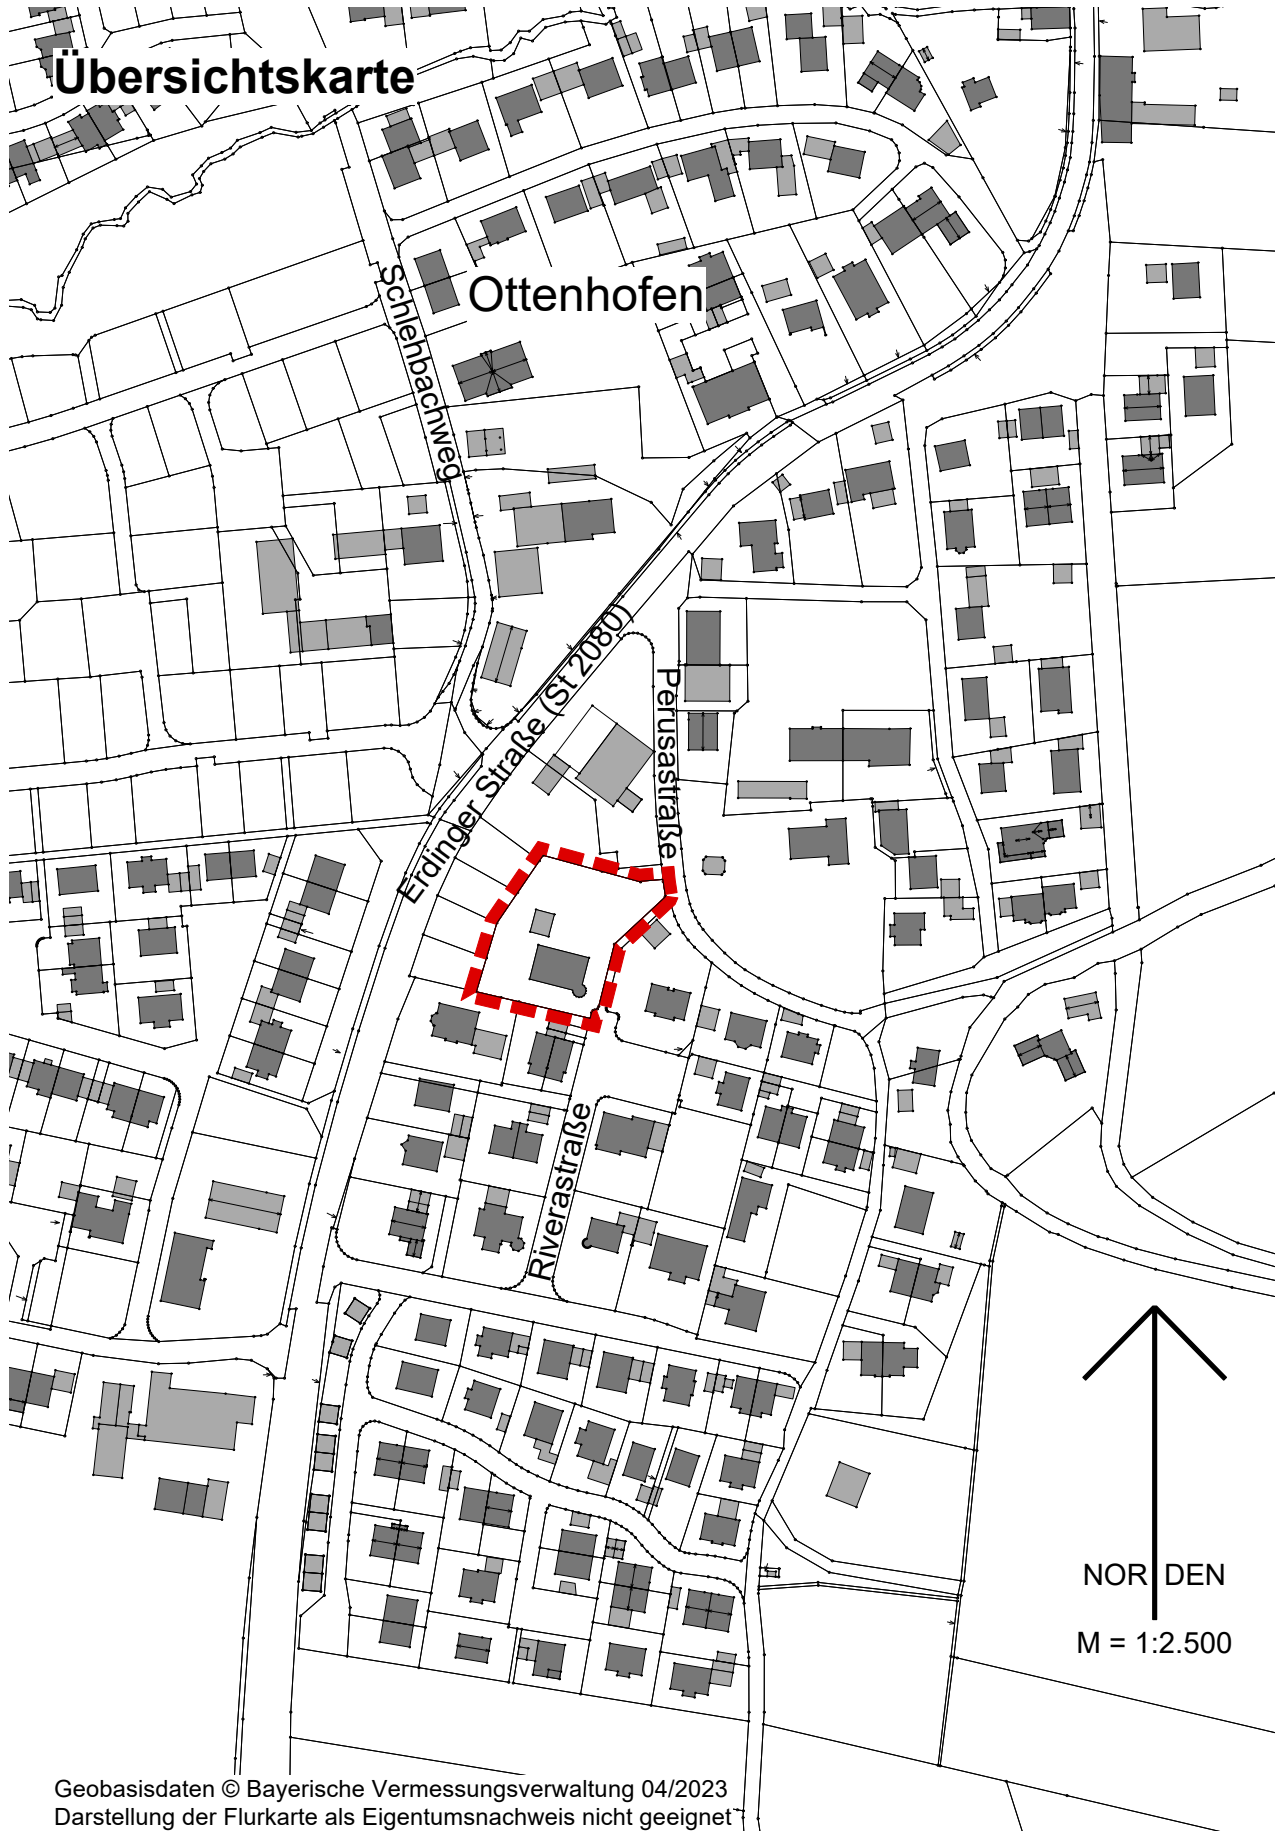 Übersichtskarte
Ottenhofen
Schlehbachweg
Erdinger Straße (St 2080)
Perusastraße
Riverastraße
NORDEN
M = 1:2.500
Geobasisdaten © Bayerische Vermessungsverwaltung 04/2023
Darstellung der Flurkarte als Eigentumsnachweis nicht geeignet